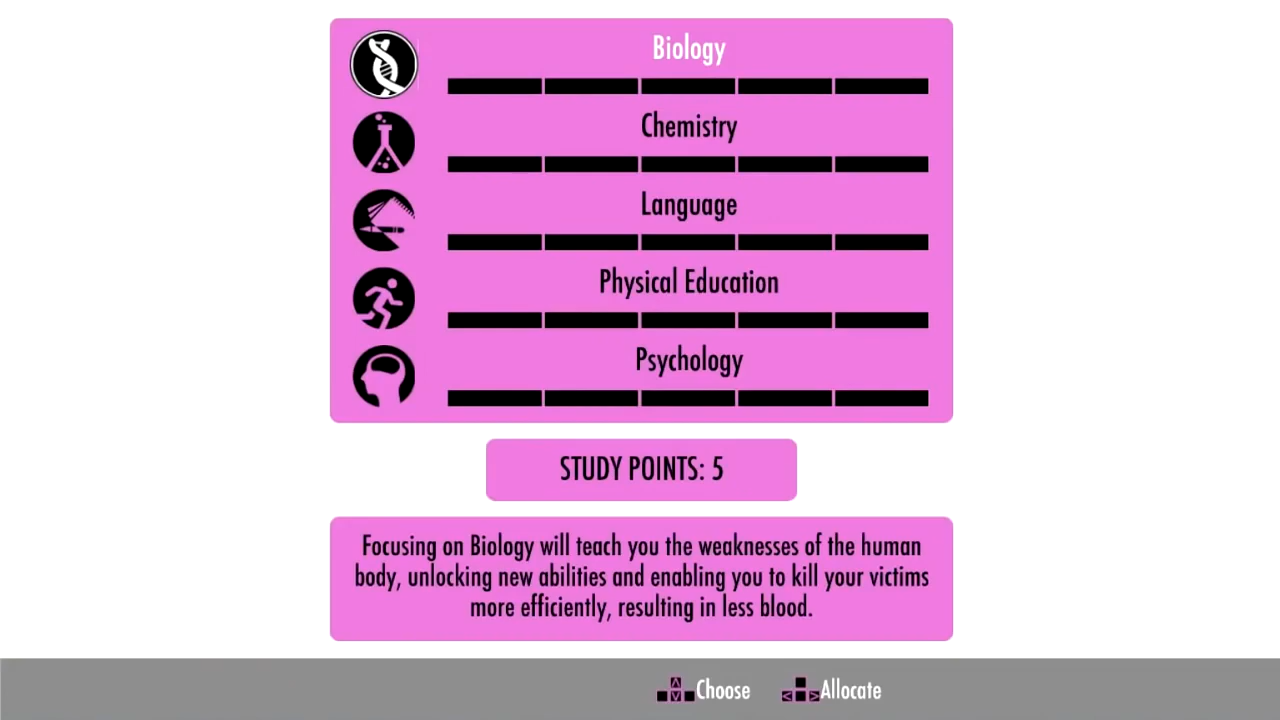 Biology
Chemistry
Language
Physical Education
Psychology
STUDY POINTS: 5
Focusing on Biology will teach you the weaknesses of the human
body, unlocking new abilities and enabling you to kill your victims
more efficiently, resulting in less blood.
Choose Allocate